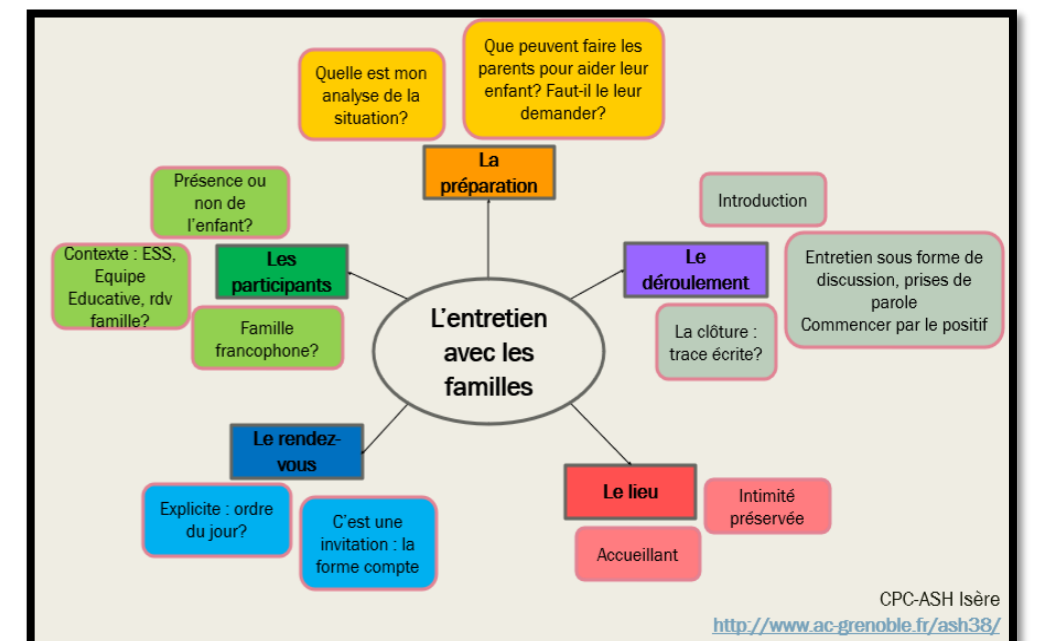 Quelle est mon
analyse de la
situation?
Que peuvent faire les
parents pour aider leur
enfant? Faut-il le leur
demander?
La
préparation
Présence ou
non de
l'enfant?
Contexte : ESS,
Equipe
Educative, rdv
famille?
Les
participants
Famille
francophone?
Introduction
Le
déroulement
Entretien sous forme de
discussion, prises de
parole
Commencer par le positif
La clôture :
trace écrite?
L'entretien
avec les
familles
Le rendez-
vous
Explicite : ordre
du jour?
C'est une
invitation : la
forme compte
Le lieu
Intimité
préservée
Accueillant
CPC-ASH Isère
http://www.ac-grenoble.fr/ash38/